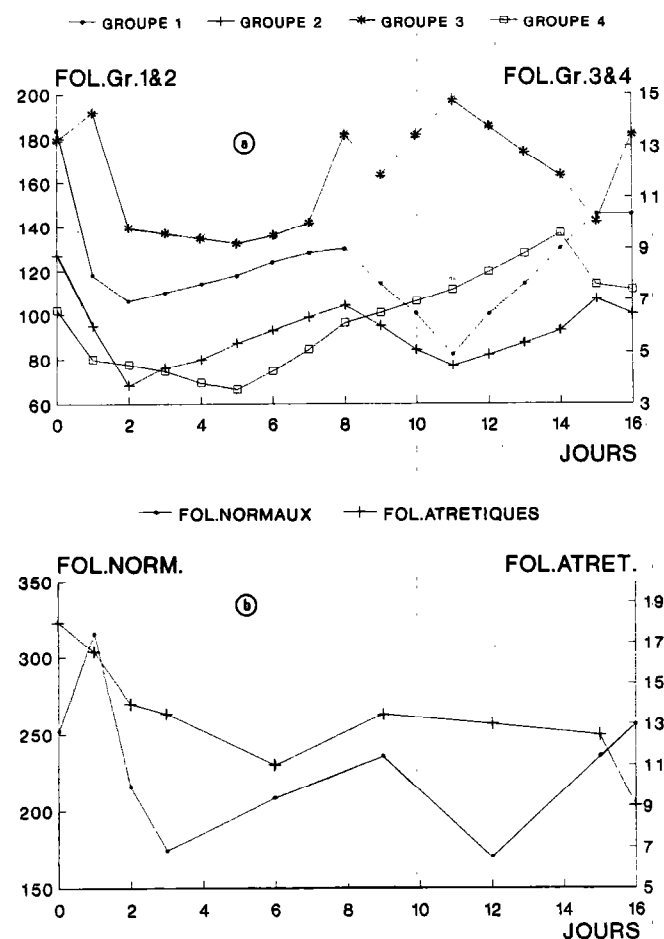 GROUPE 1 GROUPE 2 GROUPE 3 GROUPE 4
FOL.Gr.1&2 FOL.Gr.3&4
a
200 15
180 13
160 11
140 9
120 7
100 5
80 3
60
0 2 4 6 8 10 12 14 16
JOURS
FOL.NORMAUX FOL.ATRETIQUES
FOL.NORM. FOL.ATRET.
b
350 19
300 17
250 15
200 13
150 11
9
7
5
0 2 4 6 8 10 12 14 16
JOURS